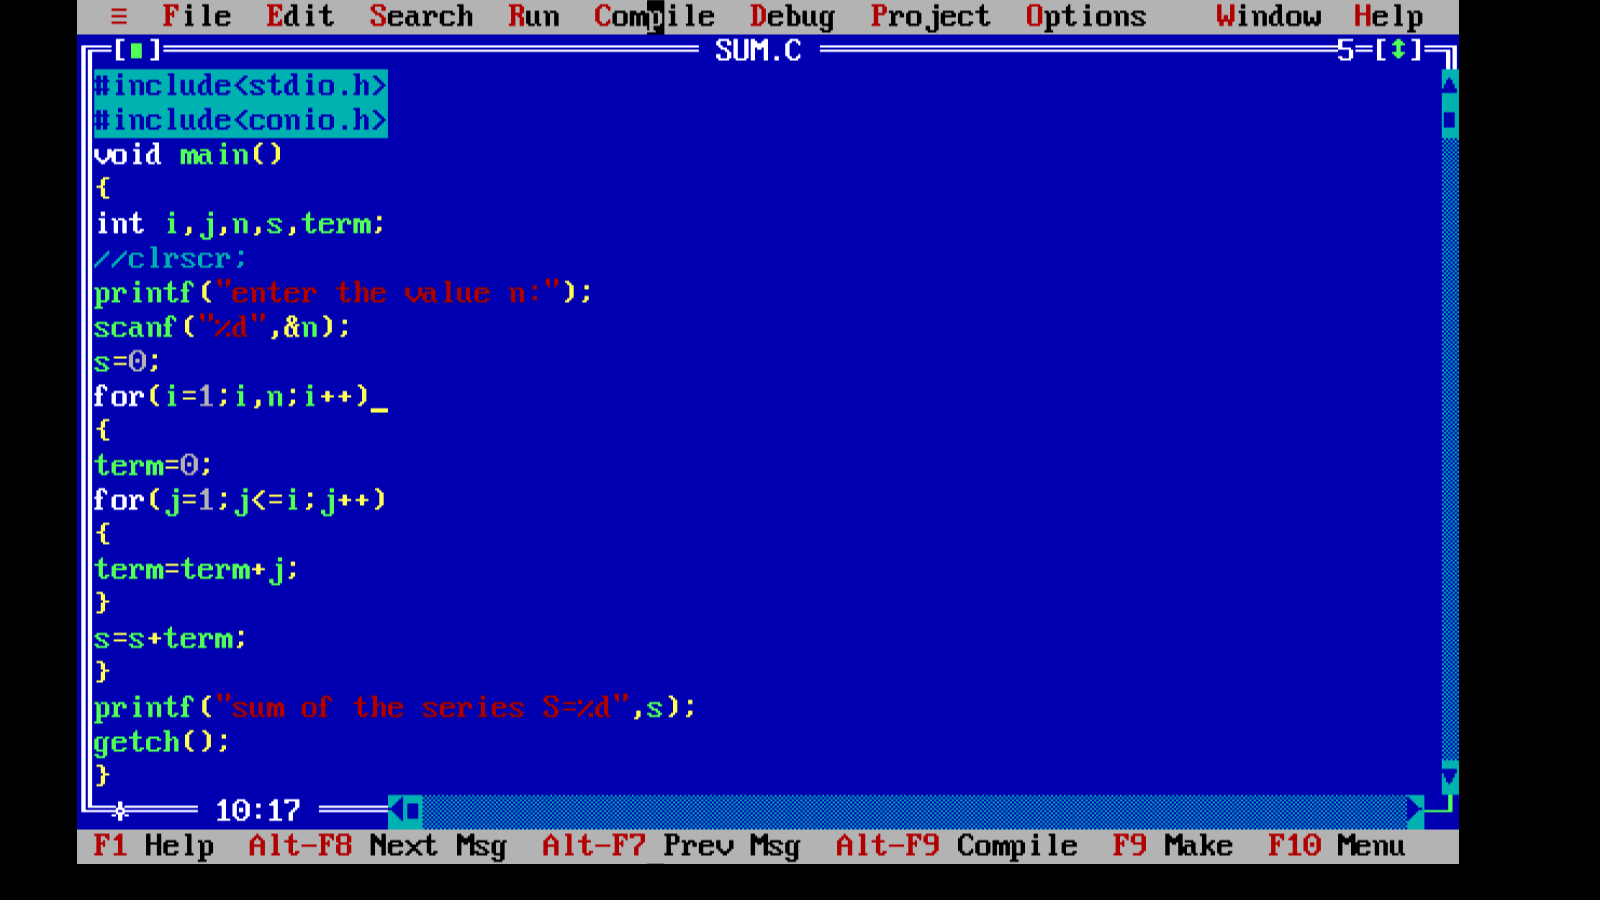 ≡ File Edit Search Run Compile Debug Project Options Window Help
[■] SUM.C 5=[↕]
#include<stdio.h>
#include<conio.h>
void main()
{
int i,j,n,s,term;
//clrscr;
printf("enter the value n:");
scanf("%d",&n);
s=0;
for(i=1;i,n;i++)_
{
term=0;
for(j=1;j<=i;j++)
{
term=term+j;
}
s=s+term;
}
printf("sum of the series S=%d",s);
getch();
}
10:17
F1 Help Alt-F8 Next Msg Alt-F7 Prev Msg Alt-F9 Compile F9 Make F10 Menu